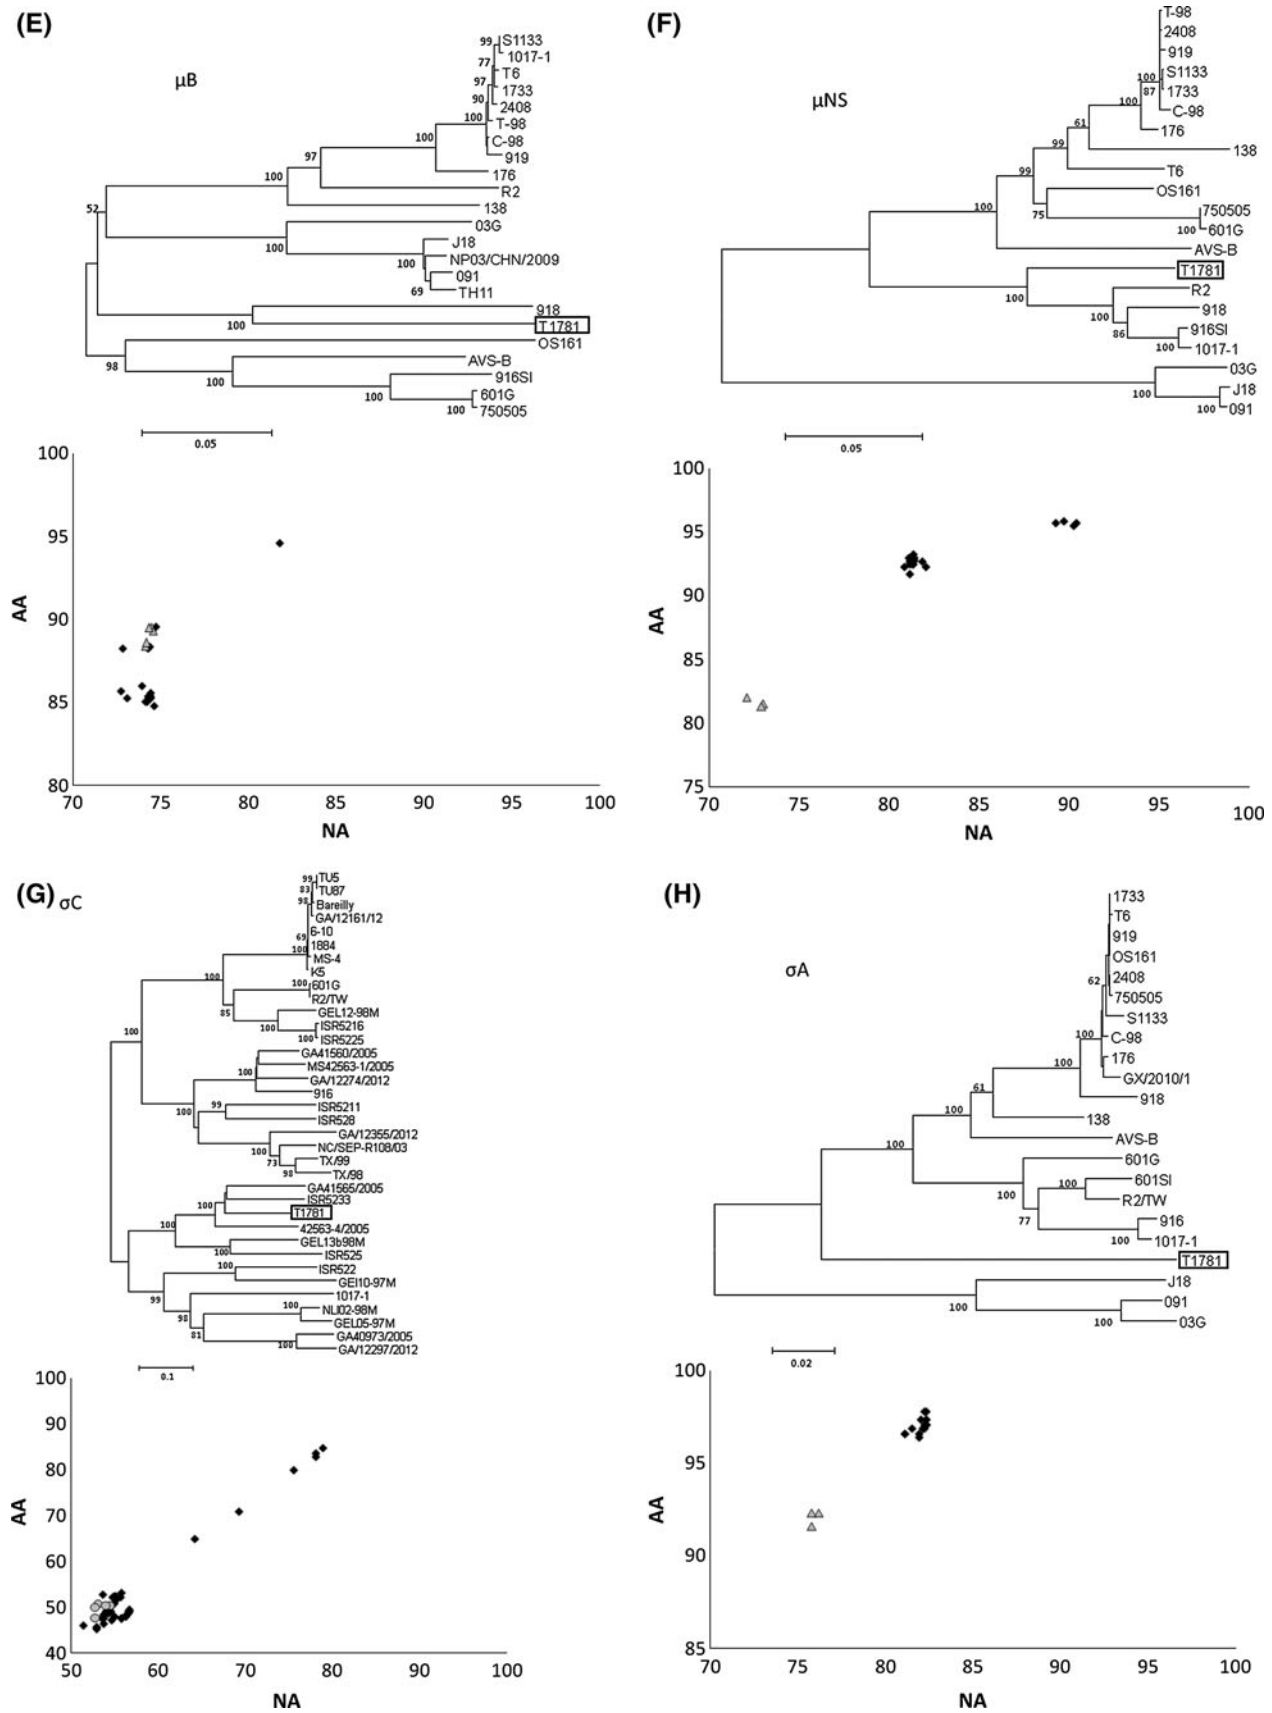 (E)
μB
99
S1133
1017-1
77
T6
97
1733
90
2408
100
T-98
C-98
919
100
176
97
R2
100
138
52
03G
100
J18
100
NP03/CHN/2009
091
69
TH11
918
100
T1781
OS161
98
AVS-B
100
916SI
100
601G
100
750505
0.05
100
95
90
AA
85
80
70
75
80
85
90
95
100
NA
(F)
μNS
T-98
2408
919
S1133
100
87
1733
100
C-98
61
176
99
138
99
T6
OS161
75
750505
100
601G
100
AVS-B
T1781
100
R2
100
918
86
916SI
100
1017-1
03G
100
J18
100
091
0.05
100
95
90
AA
85
80
75
70
75
80
85
90
95
100
NA
(G)
σC
99
TU5
83
TU87
98
Bareilly
GA/12161/12
6-10
69
1884
100
MS-4
K5
100
100
601G
R2/TW
85
GEL12-98M
100
ISR5216
100
ISR5225
100
GA41560/2005
MS42563-1/2005
100
GA/12274/2012
916
99
ISR5211
100
ISR528
GA/12355/2012
100
NC/SEP-R108/03
73
TX/99
98
TX/98
GA41565/2005
ISR5233
100
T1781
100
42563-4/2005
GEL13b98M
100
ISR525
100
ISR522
GEI10-97M
99
1017-1
98
100
NLI02-98M
GEL05-97M
81
GA40973/2005
100
GA/12297/2012
0.1
100
90
80
70
AA
60
50
40
50
60
70
80
90
100
NA
(H)
σA
1733
T6
919
OS161
62
2408
750505
S1133
100
C-98
176
100
GX/2010/1
61
918
100
138
100
AVS-B
601G
100
100
601SI
R2/TW
77
916
100
1017-1
T1781
J18
100
091
100
03G
0.02
100
95
AA
90
85
70
75
80
85
90
95
100
NA